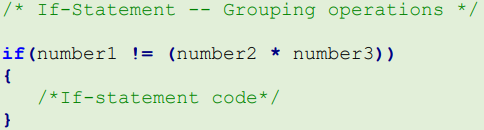 /* If-Statement -- Grouping operations */
if(number1 != (number2 * number3))
{
/*If-statement code*/
}